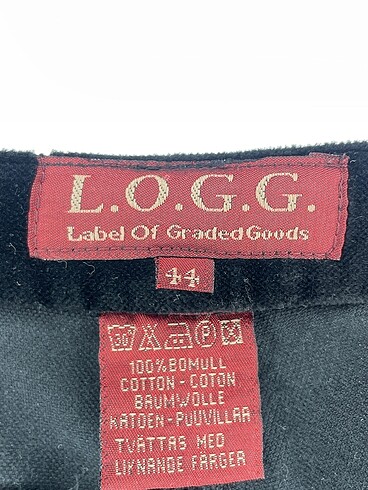 L.O.G.G.
Label Of Graded Goods
44
30 P
100% BOMULL
COTTON - COTON
BAUMWOLLE
KATOEN - PUUVILLAA
TVÄTTAS MED
LIKNANDE FÄRGER